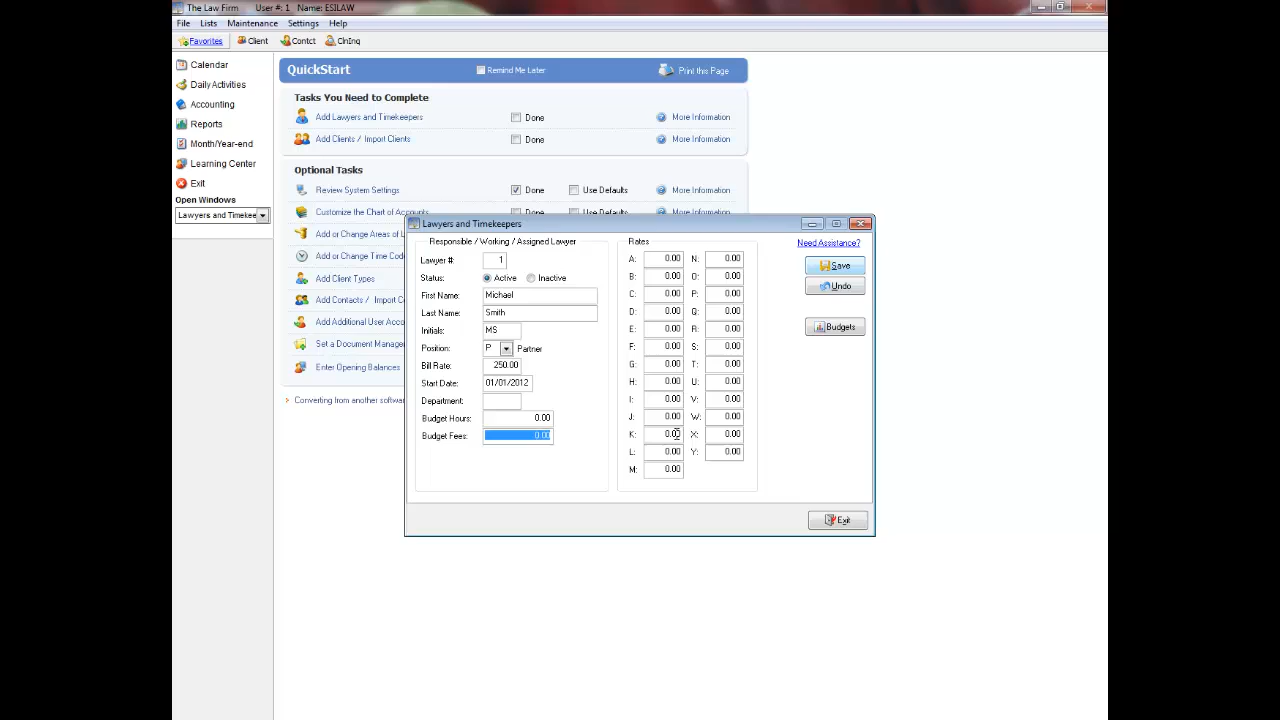 The Law Firm User #: 1 Name: ESILAW
File Lists Maintenance Settings Help
Favorites Client Contct ClnInq
Calendar
Daily Activities
Accounting
Reports
Month/Year-end
Learning Center
Exit
Open Windows
Lawyers and Timekee
QuickStart Remind Me Later Print this Page
Tasks You Need to Complete
Add Lawyers and Timekeepers Done More Information
Add Clients / Import Clients Done More Information
Optional Tasks
Review System Settings Done Use Defaults More Information
Customize the Chart of Accounts Done Use Defaults More Information
Add or Change Areas of L
Add or Change Time Code
Add Client Types
Add Contacts / Import Co
Add Additional User Acco
Set a Document Manager
Enter Opening Balances
Converting from another softwar
Lawyers and Timekeepers
Responsible / Working / Assigned Lawyer
Lawyer #: 1
Status: Active Inactive
First Name: Michael
Last Name: Smith
Initials: MS
Position: P Partner
Bill Rate: 250.00
Start Date: 01/01/2012
Department:
Budget Hours: 0.00
Budget Fees: 0.00
Rates
A: 0.00 N: 0.00
B: 0.00 O: 0.00
C: 0.00 P: 0.00
D: 0.00 Q: 0.00
E: 0.00 R: 0.00
F: 0.00 S: 0.00
G: 0.00 T: 0.00
H: 0.00 U: 0.00
I: 0.00 V: 0.00
J: 0.00 W: 0.00
K: 0.00 X: 0.00
L: 0.00 Y: 0.00
M: 0.00
Need Assistance?
Save
Undo
Budgets
Exit